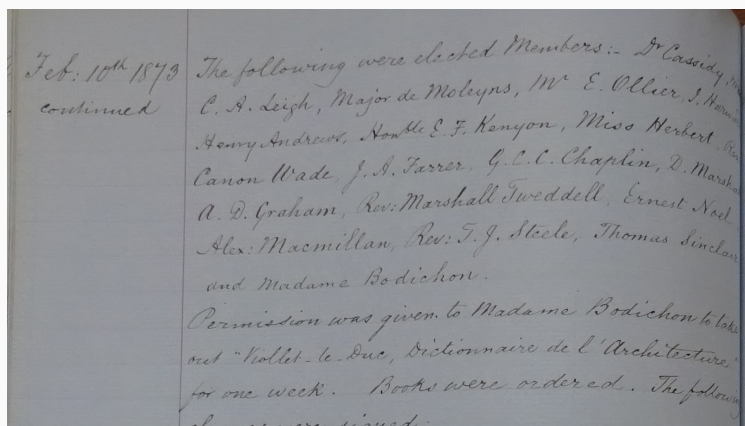 Feb: 10th 1873
continued
The following were elected Members:- Dr Cassidy,
C. A. Leigh, Major de Moleyns, Mr E. Ollier, J.
Henry Andrews, Honble E. F. Kenyon, Miss Herbert,
Canon Wade, J. A. Farrer, G. C. C. Chaplin, D.
A. D. Graham, Rev: Marshall Tweddell, Ernest Noel
Alex: Macmillan, Rev: T. J. Steele, Thomas Sinclair
and Madame Bodichon.
Permission was given to Madame Bodichon to take
out "Viollet-le-Duc, Dictionnaire de l'Architecture"
for one week. Books were ordered. The following
were signed.